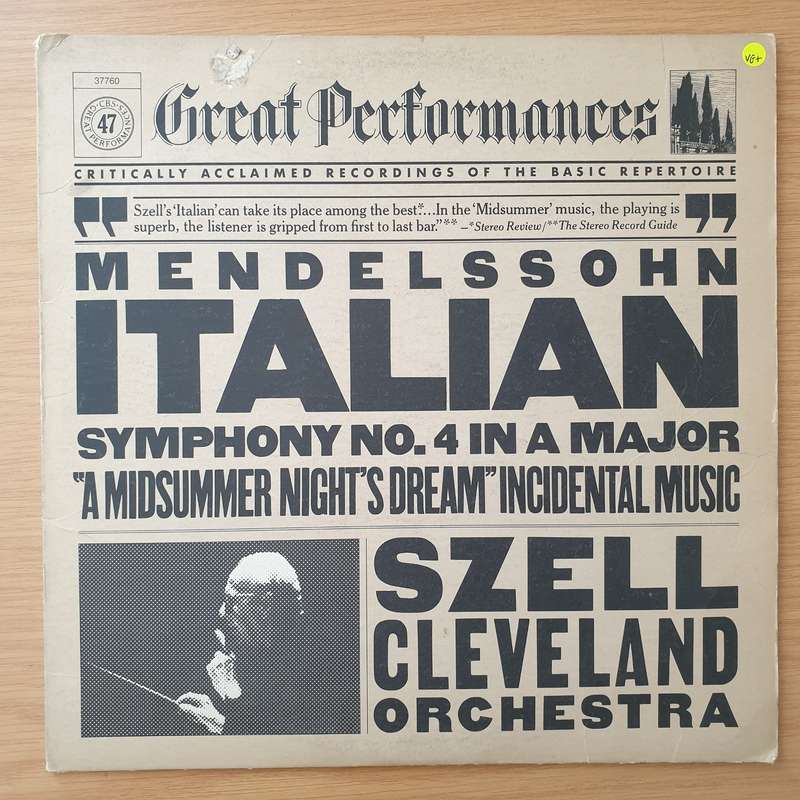 VG+
37760
·CBS·
GREAT PERFORMANCES
47
Great Performances
CRITICALLY ACCLAIMED RECORDINGS OF THE BASIC REPERTOIRE
" Szell's 'Italian' can take its place among the best.*...In the 'Midsummer' music, the playing is
superb, the listener is gripped from first to last bar."** –*Stereo Review/**The Stereo Record Guide "
MENDELSSOHN
ITALIAN
SYMPHONY NO. 4 IN A MAJOR
"A MIDSUMMER NIGHT'S DREAM" INCIDENTAL MUSIC
SZELL
CLEVELAND
ORCHESTRA